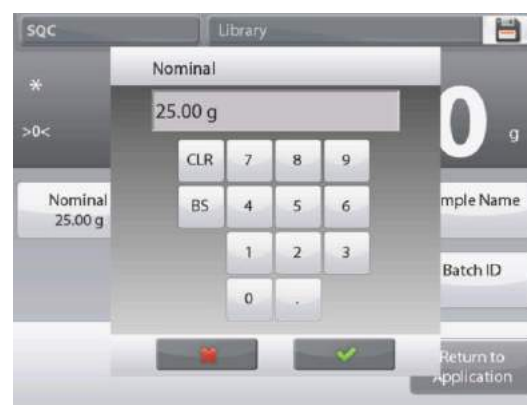 SQC
Library
*
>0<
0 g
Nominal
25.00 g
Nominal
25.00 g
CLR 7 8 9
BS 4 5 6
1 2 3
0 .
mple Name
Batch ID
Return to
Application